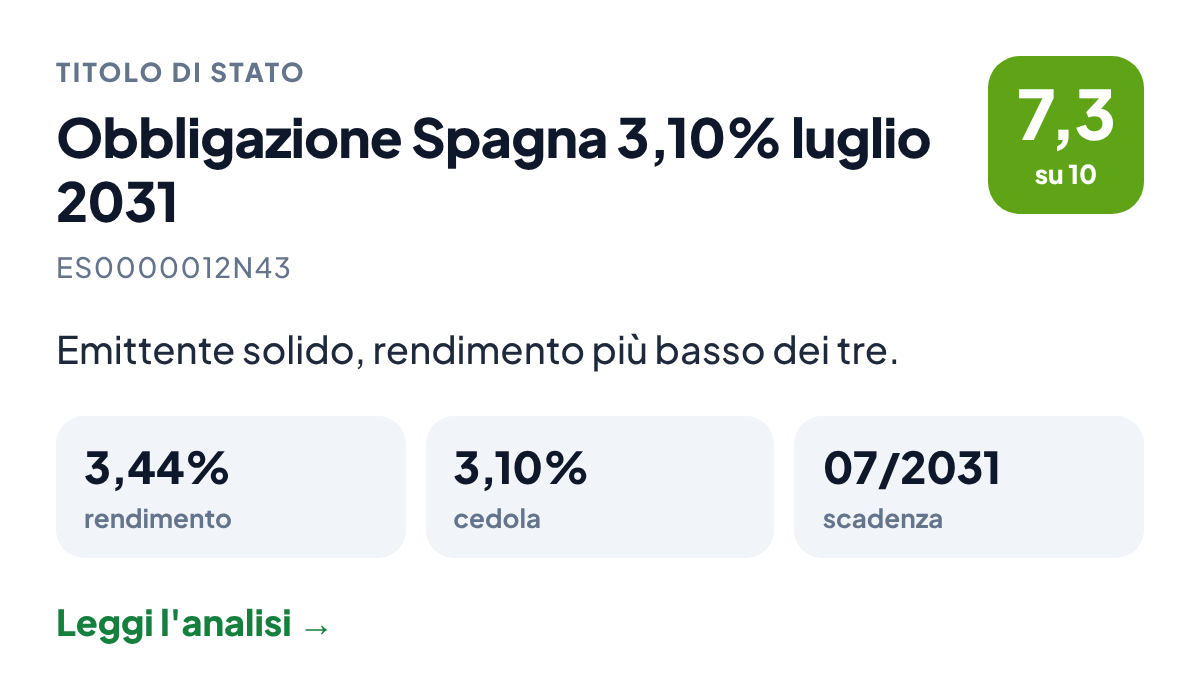 TITOLO DI STATO
Obbligazione Spagna 3,10% luglio
2031
ES0000012N43
7,3
su 10
Emittente solido, rendimento più basso dei tre.
3,44%
rendimento
3,10%
cedola
07/2031
scadenza
Leggi l'analisi →